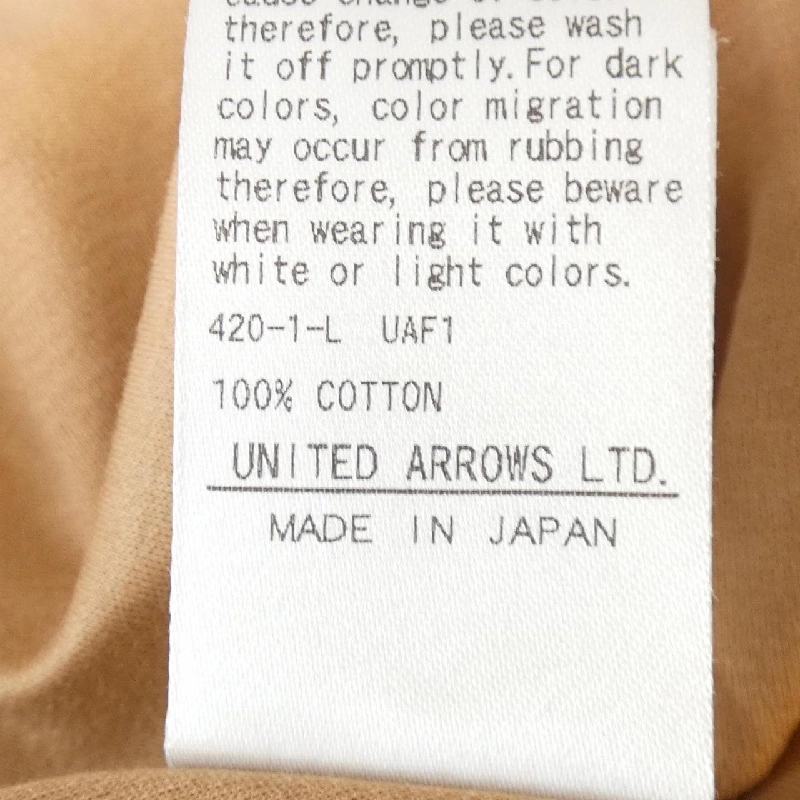 therefore, please wash
it off promptly. For dark
colors, color migration
may occur from rubbing
therefore, please beware
when wearing it with
white or light colors.
420-1-L UAF1
100% COTTON
UNITED ARROWS LTD.
MADE IN JAPAN